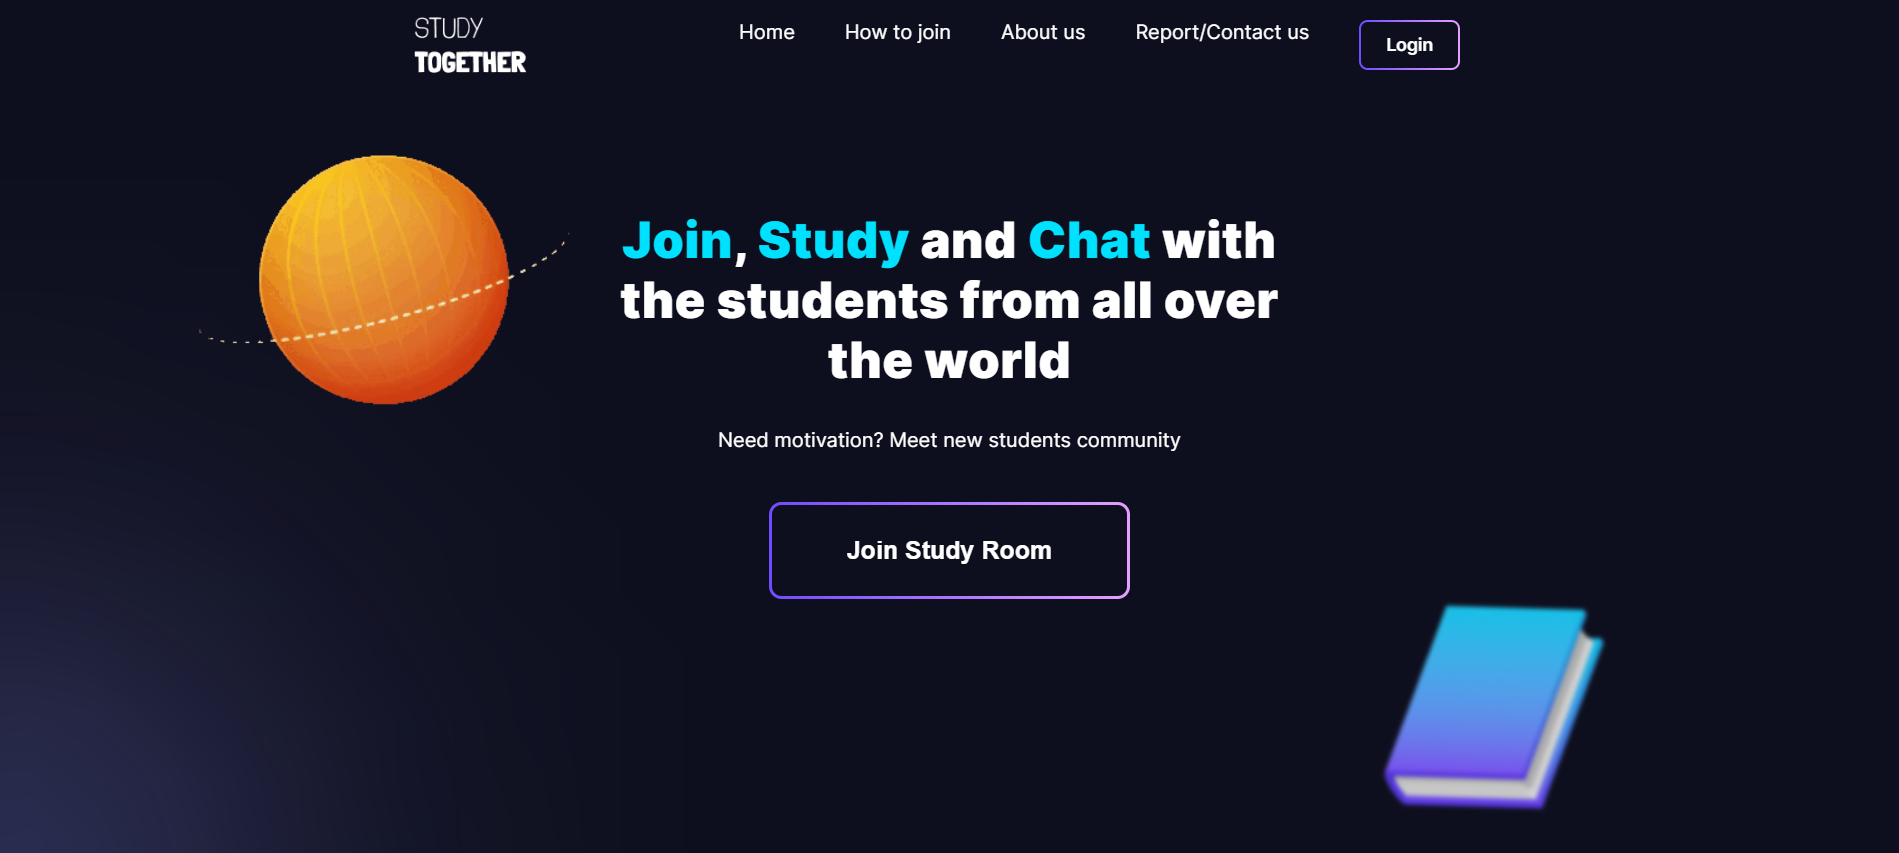 STUDY
TOGETHER
Home
How to join
About us
Report/Contact us
Login
Join, Study and Chat with
the students from all over
the world
Need motivation? Meet new students community
Join Study Room